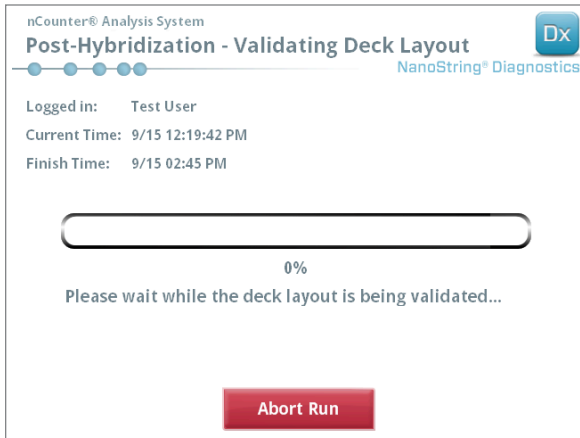 nCounter® Analysis System
Post-Hybridization - Validating Deck Layout
Dx
NanoString® Diagnostics
Logged in: Test User
Current Time: 9/15 12:19:42 PM
Finish Time: 9/15 02:45 PM
0%
Please wait while the deck layout is being validated...
Abort Run